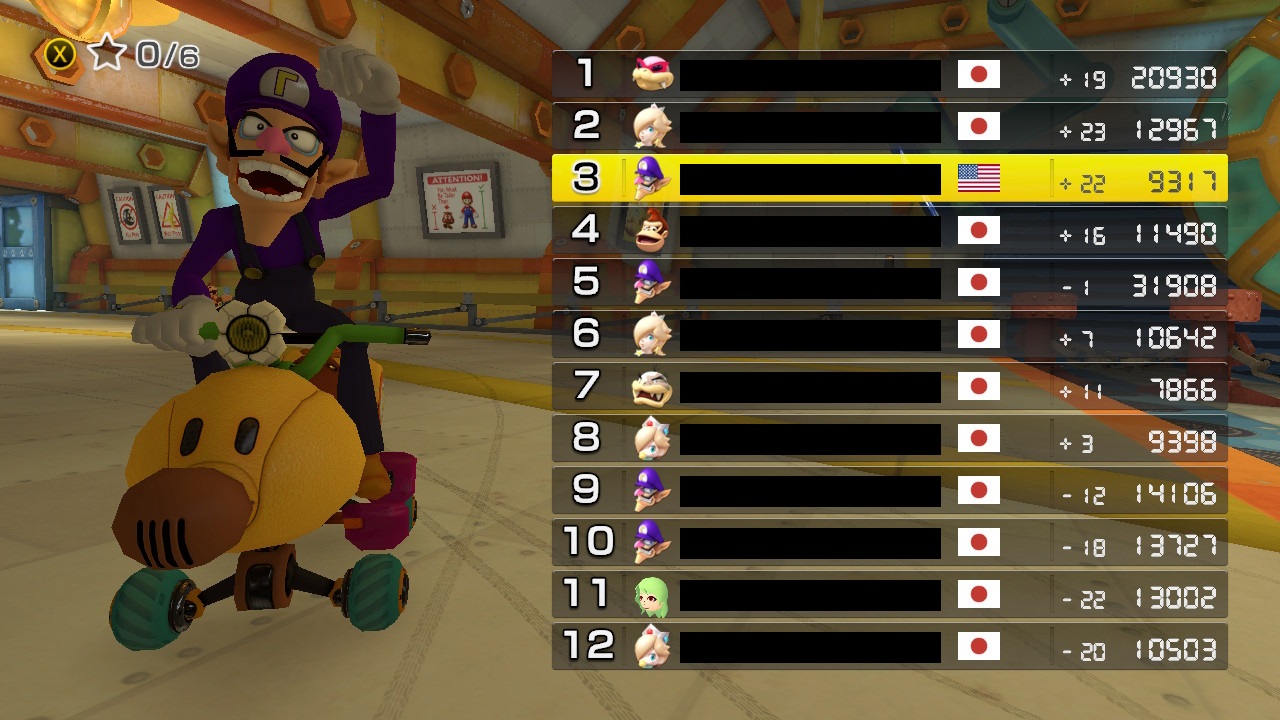 X 0/6
1 + 19 20930
2 + 23 12967
3 + 22 9317
4 + 16 11490
5 - 1 31908
6 + 7 10642
7 + 11 7866
8 + 3 9398
9 - 12 14106
10 - 18 13727
11 - 22 13002
12 - 20 10503
ATTENTION!